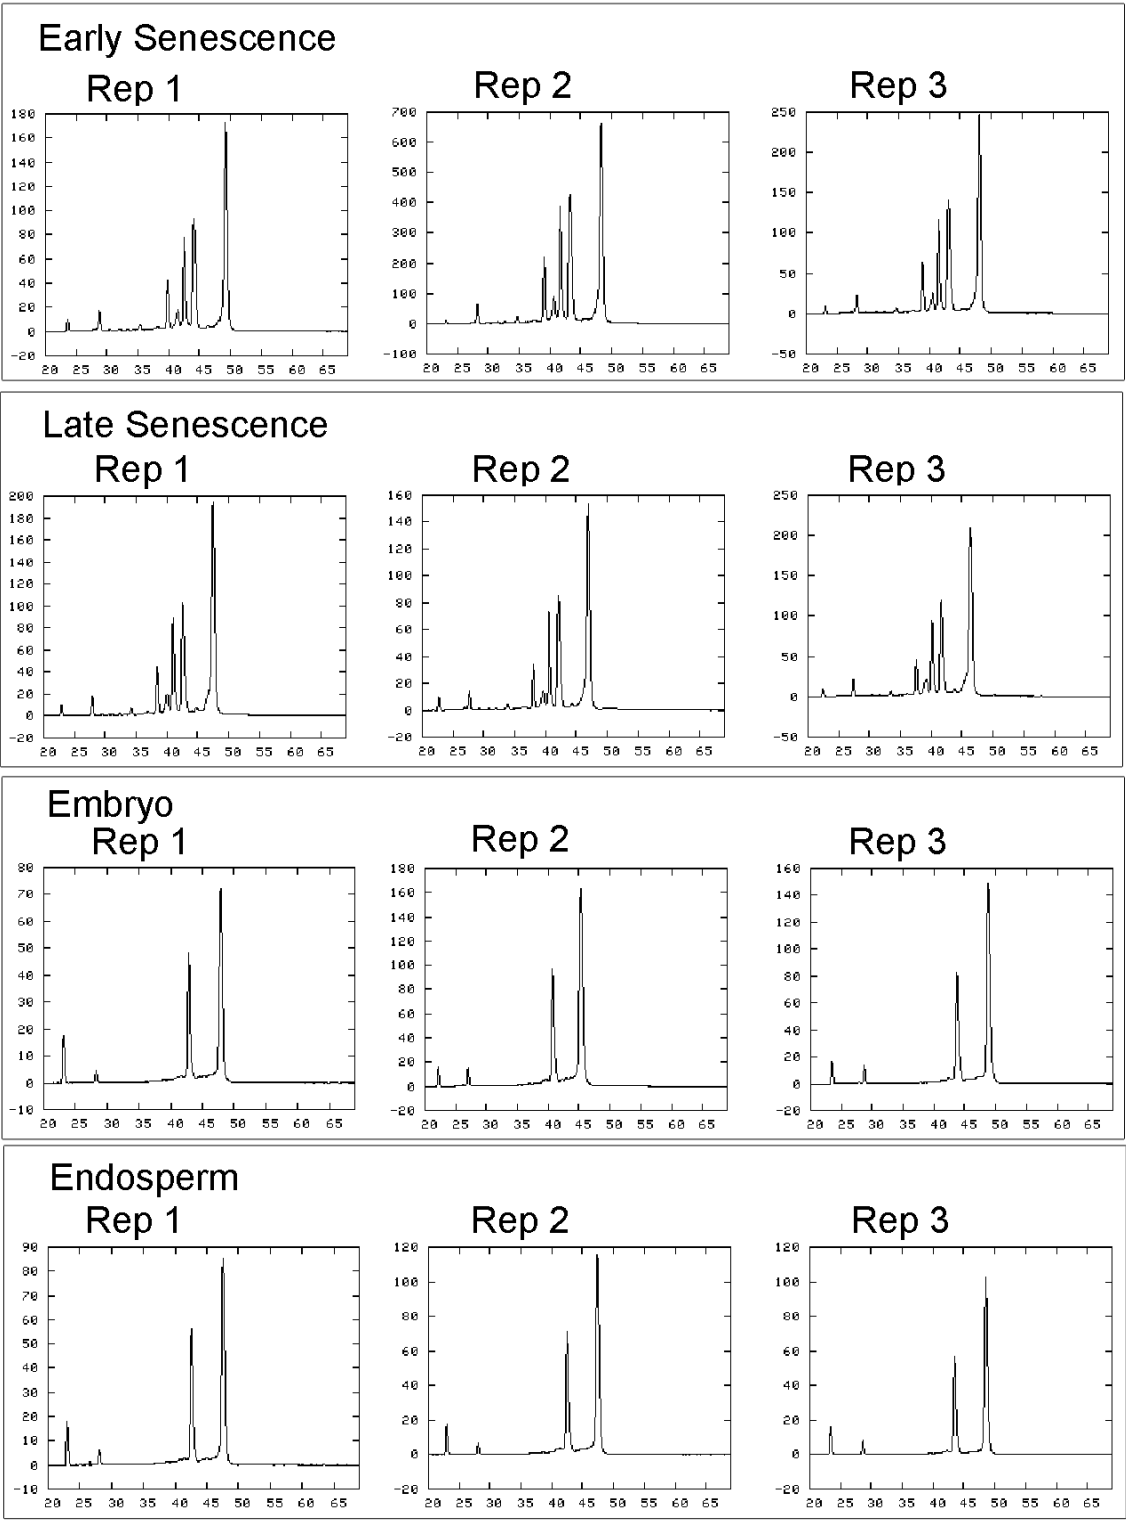 Early Senescence
Rep 1 Rep 2 Rep 3
180 160 140 120 100 80 60 40 20 0 -20
20 25 30 35 40 45 50 55 60 65
700 600 500 400 300 200 100 0 -100
20 25 30 35 40 45 50 55 60 65
250 200 150 100 50 0 -50
20 25 30 35 40 45 50 55 60 65
Late Senescence
Rep 1 Rep 2 Rep 3
200 180 160 140 120 100 80 60 40 20 0 -20
20 25 30 35 40 45 50 55 60 65
160 140 120 100 80 60 40 20 0 -20
20 25 30 35 40 45 50 55 60 65
250 200 150 100 50 0 -50
20 25 30 35 40 45 50 55 60 65
Embryo
Rep 1 Rep 2 Rep 3
80 70 60 50 40 30 20 10 0 -10
20 25 30 35 40 45 50 55 60 65
180 160 140 120 100 80 60 40 20 0 -20
20 25 30 35 40 45 50 55 60 65
160 140 120 100 80 60 40 20 0 -20
20 25 30 35 40 45 50 55 60 65
Endosperm
Rep 1 Rep 2 Rep 3
90 80 70 60 50 40 30 20 10 0 -10
20 25 30 35 40 45 50 55 60 65
120 100 80 60 40 20 0 -20
20 25 30 35 40 45 50 55 60 65
120 100 80 60 40 20 0 -20
20 25 30 35 40 45 50 55 60 65